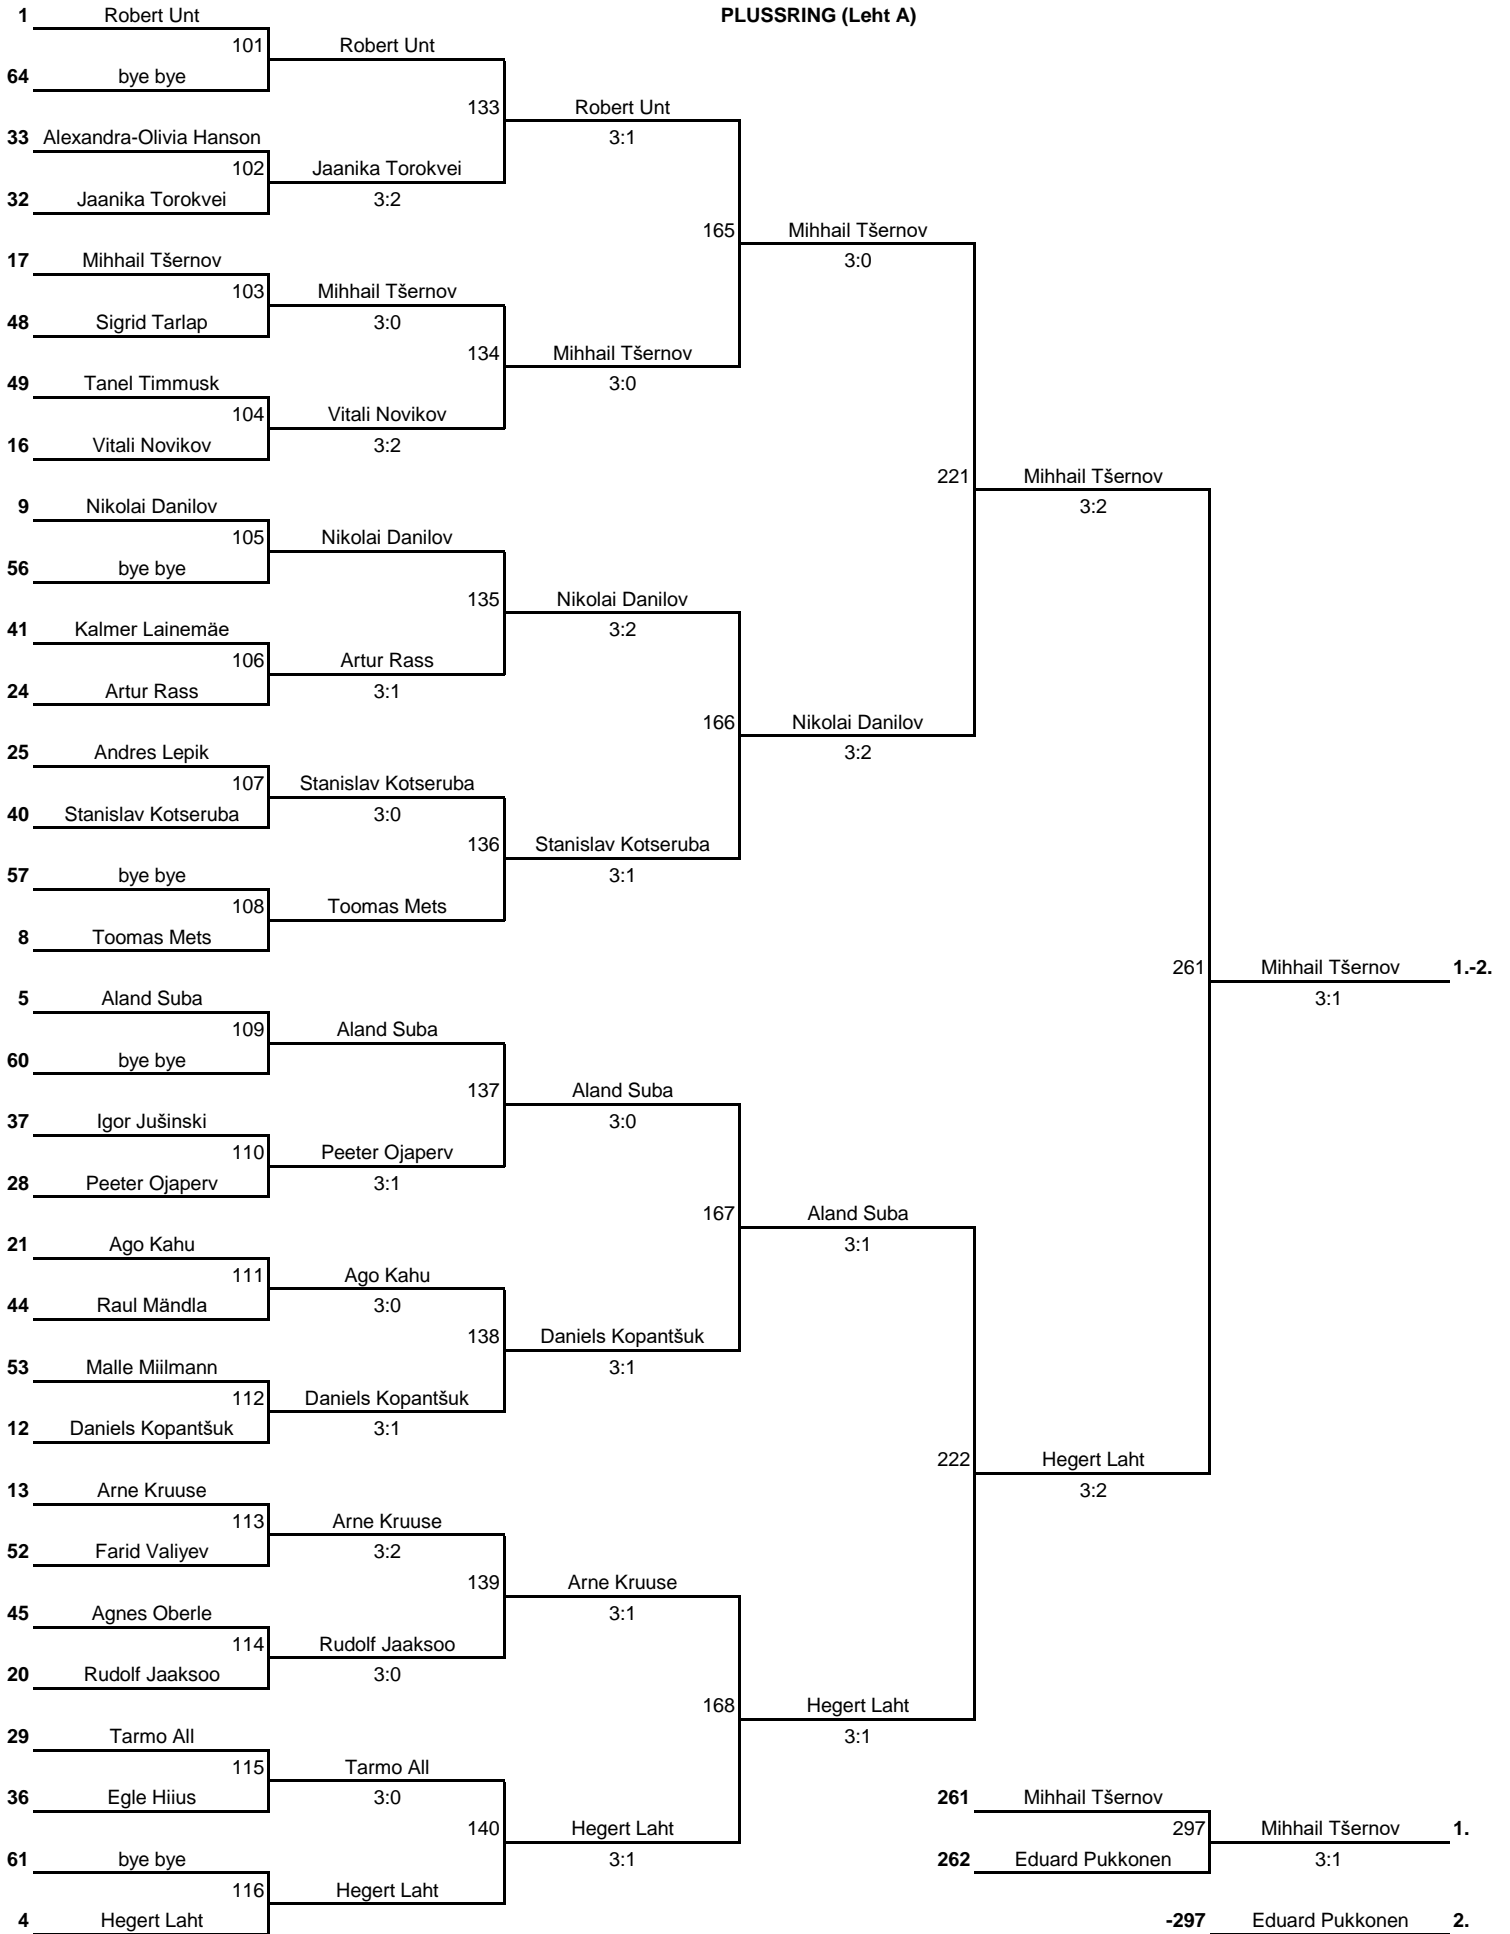 1 Robert Unt PLUSSRING (Leht A)
101 Robert Unt
64 bye bye
133 Robert Unt
33 Alexandra-Olivia Hanson 3:1
102 Jaanika Torokvei
32 Jaanika Torokvei 3:2
165 Mihhail Tšernov
17 Mihhail Tšernov 3:0
103 Mihhail Tšernov
48 Sigrid Tarlap 3:0
134 Mihhail Tšernov
49 Tanel Timmusk 3:0
104 Vitali Novikov
16 Vitali Novikov 3:2
221 Mihhail Tšernov
9 Nikolai Danilov 3:2
105 Nikolai Danilov
56 bye bye
135 Nikolai Danilov
41 Kalmer Lainemäe 3:2
106 Artur Rass
24 Artur Rass 3:1
166 Nikolai Danilov
25 Andres Lepik 3:2
107 Stanislav Kotseruba
40 Stanislav Kotseruba 3:0
136 Stanislav Kotseruba
57 bye bye 3:1
108 Toomas Mets
8 Toomas Mets
261 Mihhail Tšernov 1.-2.
5 Aland Suba 3:1
109 Aland Suba
60 bye bye
137 Aland Suba
37 Igor Jušinski 3:0
110 Peeter Ojaperv
28 Peeter Ojaperv 3:1
167 Aland Suba
21 Ago Kahu 3:1
111 Ago Kahu
44 Raul Mändla 3:0
138 Daniels Kopantšuk
53 Malle Miilmann 3:1
112 Daniels Kopantšuk
12 Daniels Kopantšuk 3:1
222 Hegert Laht
13 Arne Kruuse 3:2
113 Arne Kruuse
52 Farid Valiyev 3:2
139 Arne Kruuse
45 Agnes Oberle 3:1
114 Rudolf Jaaksoo
20 Rudolf Jaaksoo 3:0
168 Hegert Laht
29 Tarmo All 3:1
115 Tarmo All
36 Egle Hiius 3:0 261 Mihhail Tšernov
140 Hegert Laht 297 Mihhail Tšernov 1.
61 bye bye 3:1 262 Eduard Pukkonen 3:1
116 Hegert Laht
4 Hegert Laht -297 Eduard Pukkonen 2.